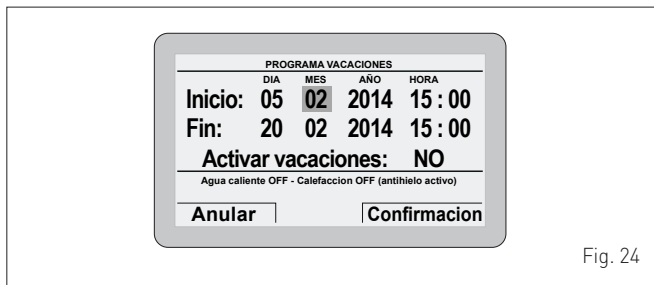 PROGRAMA VACACIONES
DIA MES AÑO HORA
Inicio: 05 02 2014 15 : 00
Fin: 20 02 2014 15 : 00
Activar vacaciones: NO
Agua caliente OFF - Calefaccion OFF (antihielo activo)
Anular Confirmacion
Fig. 24